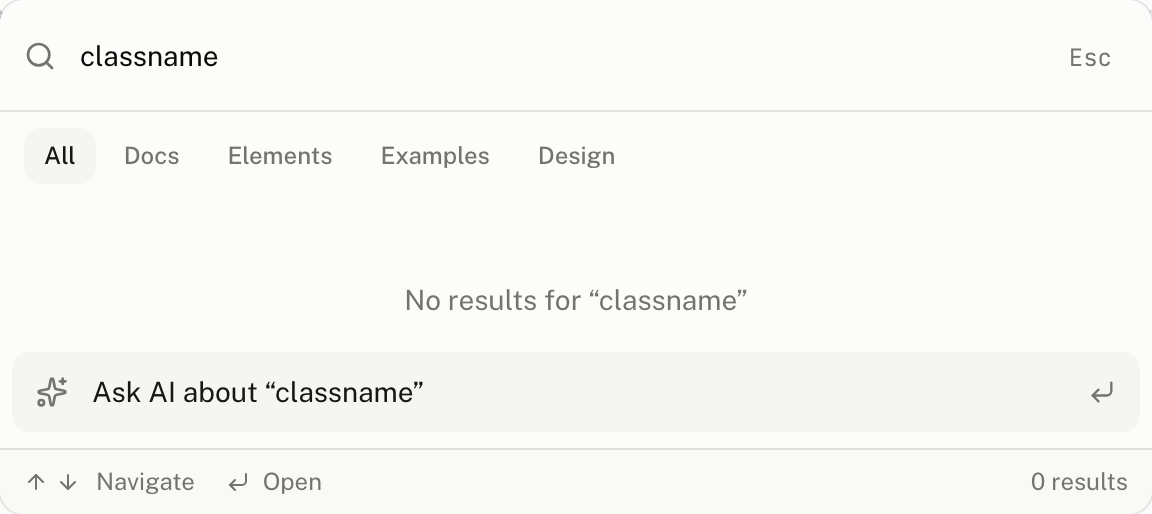 classname Esc
All Docs Elements Examples Design
No results for “classname”
Ask AI about “classname”
Navigate Open 0 results